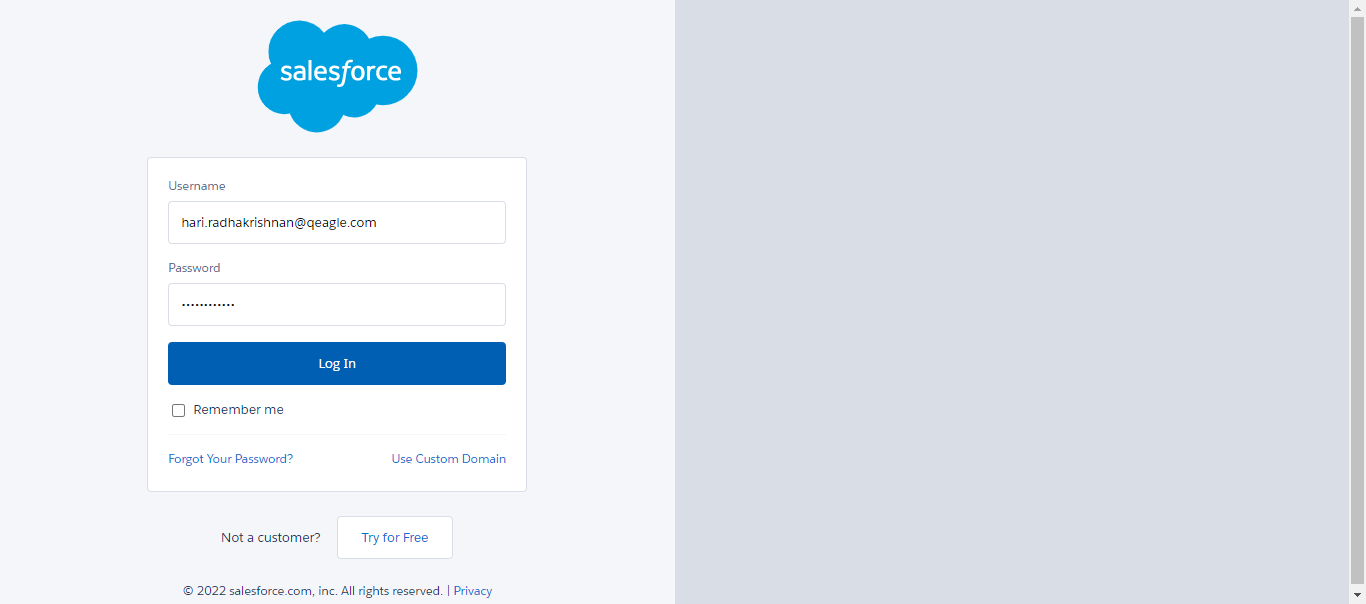 salesforce
Username
hari.radhakrishnan@qeagle.com
Password
••••••••••••
Log In
Remember me
Forgot Your Password? Use Custom Domain
Not a customer? Try for Free
© 2022 salesforce.com, inc. All rights reserved. | Privacy